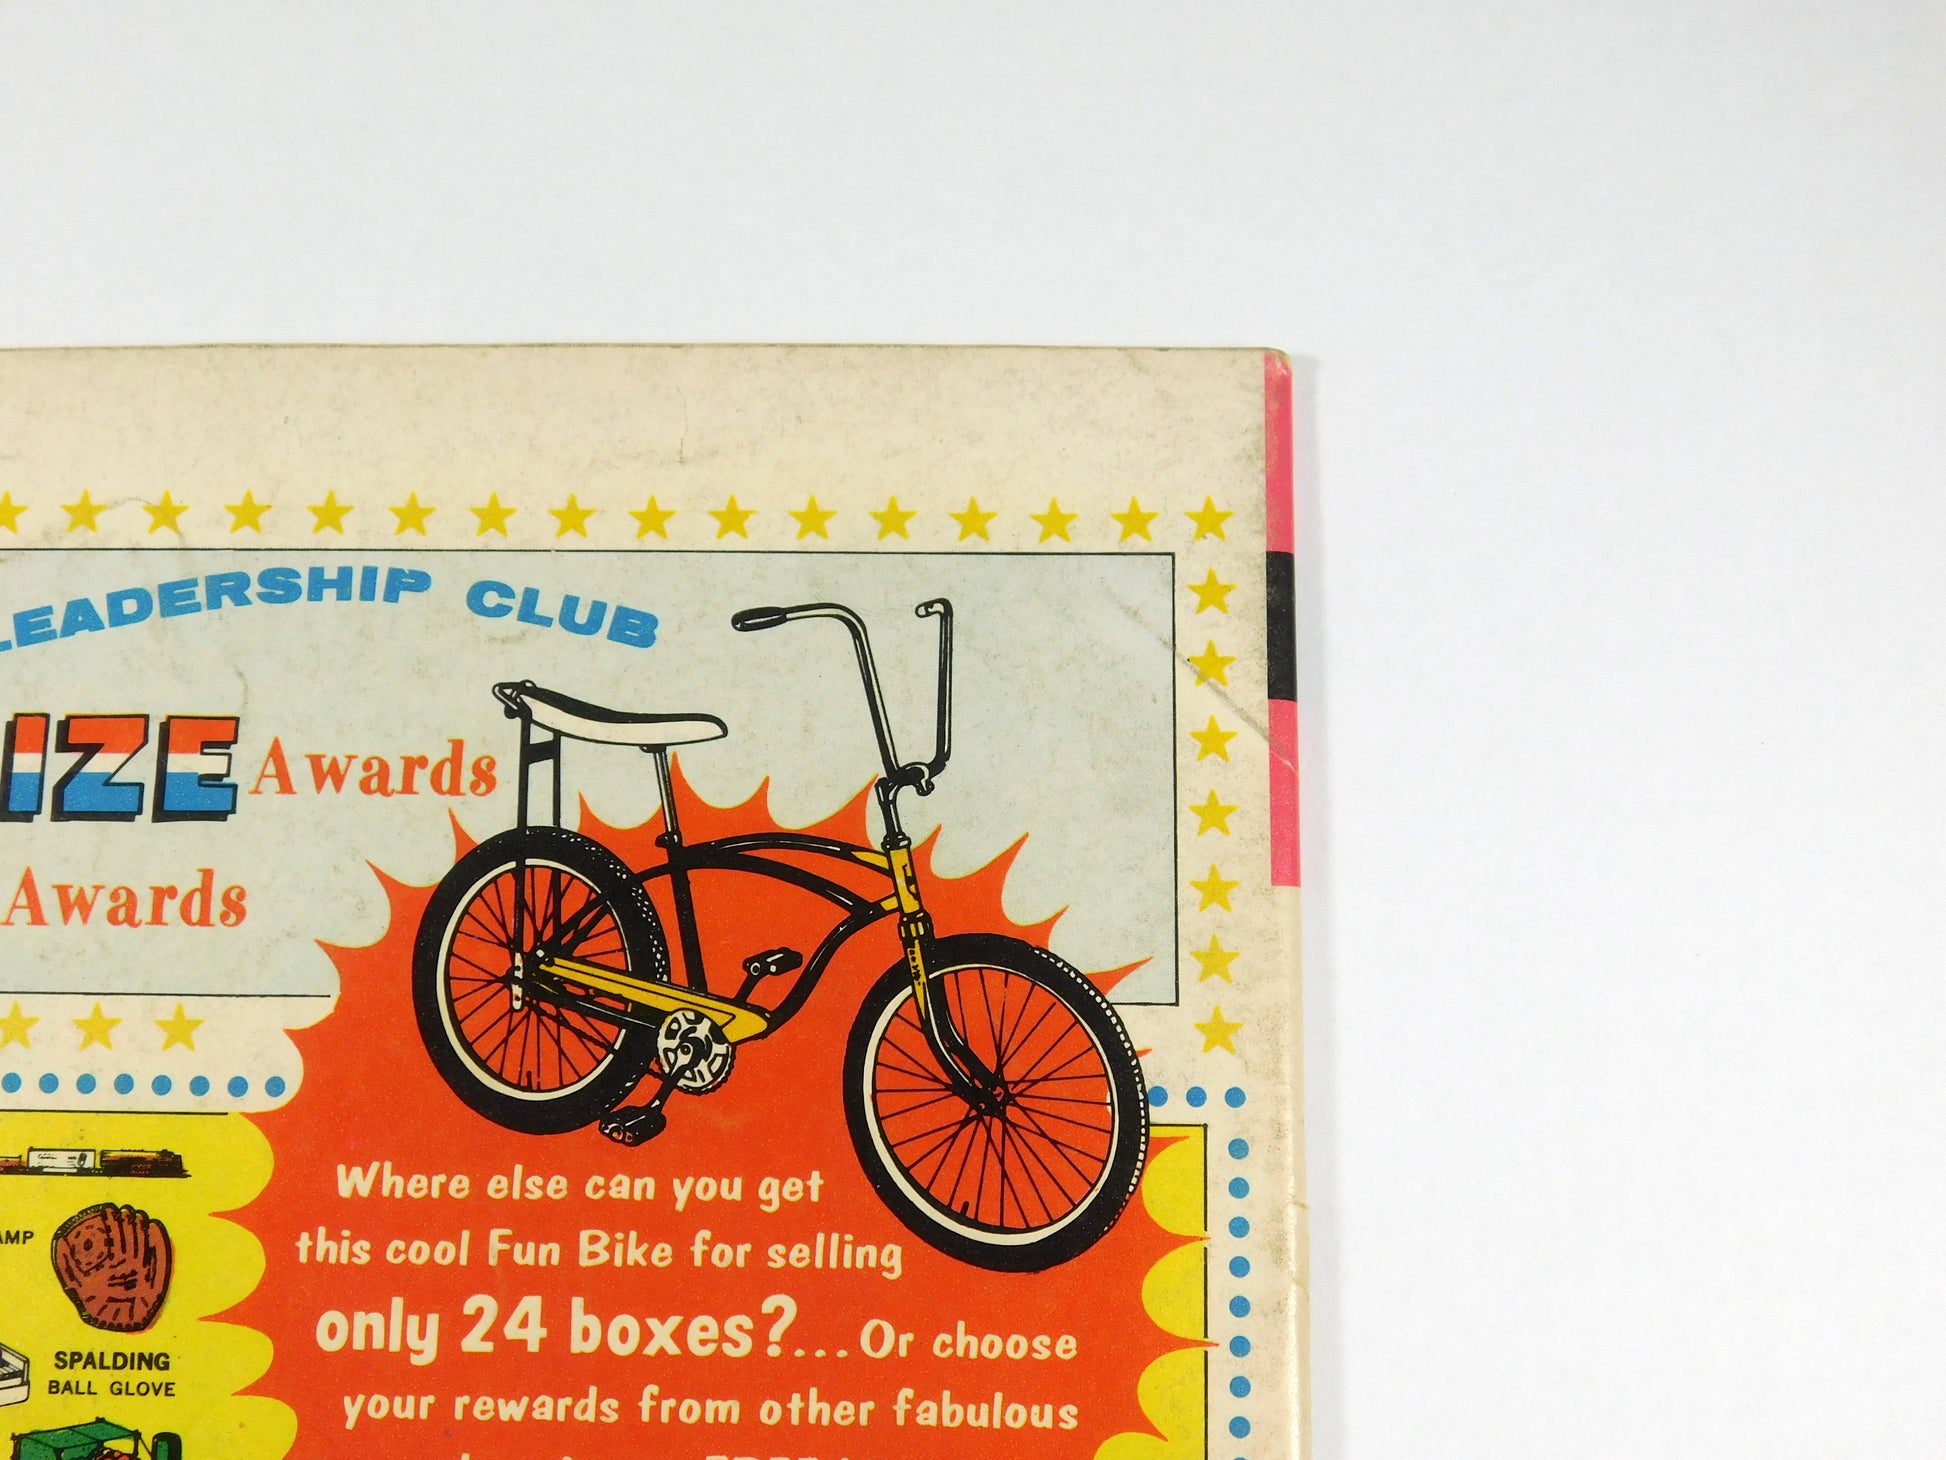 LEADERSHIP CLUB
IZE Awards
Awards
AMP
SPALDING
BALL GLOVE
Where else can you get
this cool Fun Bike for selling
only 24 boxes?...Or choose
your rewards from other fabulous